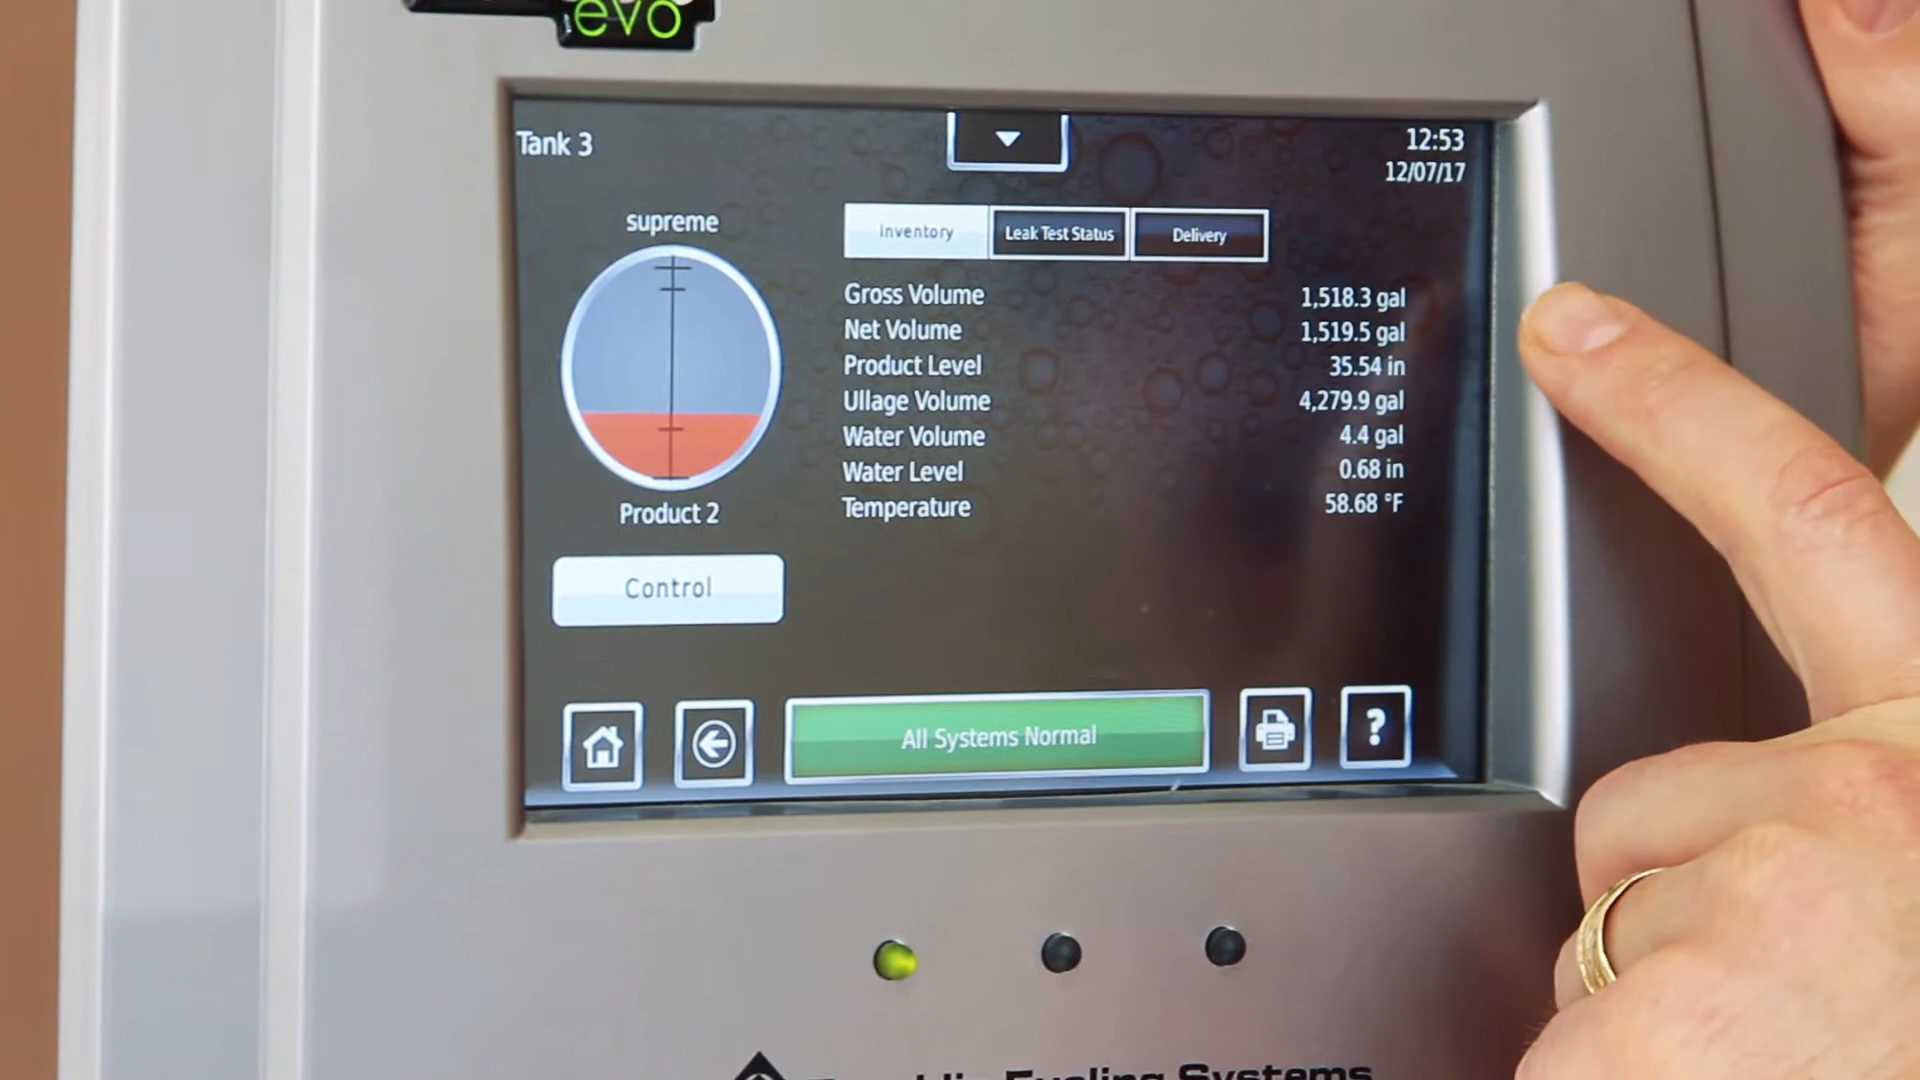 evo
Tank 3
12:53
12/07/17
supreme
Inventory
Leak Test Status
Delivery
Gross Volume 1,518.3 gal
Net Volume 1,519.5 gal
Product Level 35.54 in
Ullage Volume 4,279.9 gal
Water Volume 4.4 gal
Water Level 0.68 in
Temperature 58.68 °F
Product 2
Control
All Systems Normal
?
Fueling Systems